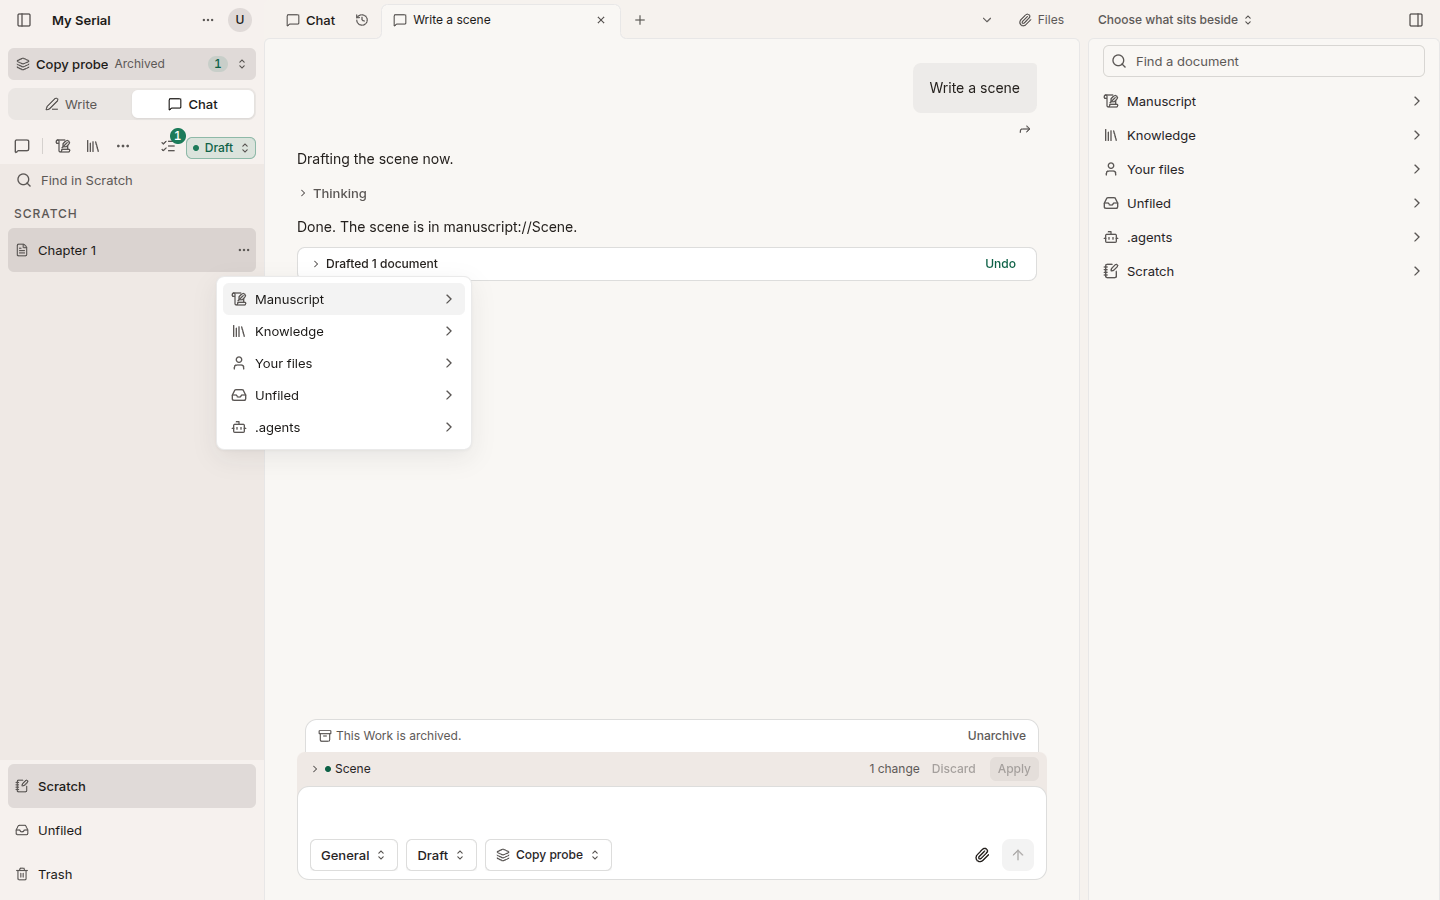 My Serial
U
Copy probe Archived 1
Write
Chat
1
Draft
Find in Scratch
SCRATCH
Chapter 1
Scratch
Unfiled
Trash
Chat
Write a scene
Files
Write a scene
Drafting the scene now.
Thinking
Done. The scene is in manuscript://Scene.
Drafted 1 document
Undo
Manuscript
Knowledge
Your files
Unfiled
.agents
This Work is archived.
Unarchive
Scene
1 change Discard Apply
General
Draft
Copy probe
Choose what sits beside
Find a document
Manuscript
Knowledge
Your files
Unfiled
.agents
Scratch